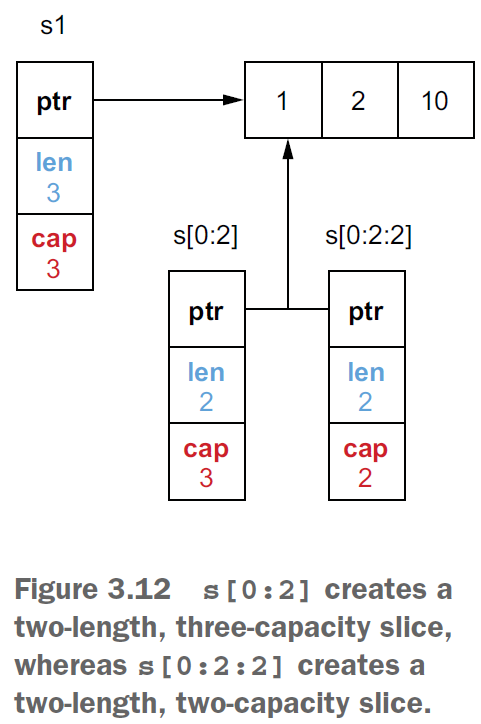 s1
ptr
len
3
cap
3
1 2 10
s[0:2] s[0:2:2]
ptr ptr
len len
2 2
cap cap
3 2
Figure 3.12 s[0:2] creates a
two-length, three-capacity slice,
whereas s[0:2:2] creates a
two-length, two-capacity slice.